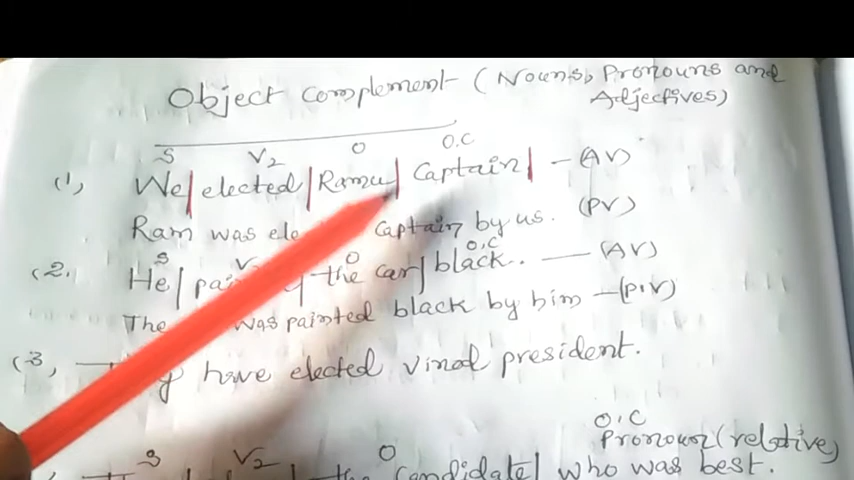 Object complement (Nouns, Pronouns and
Adjectives)
S V2 O O.C
(1, We | elected | Ramu | Captain | - (AV)
Ram was captain by us. (PV)
S O O.C
(2. He | the car | black. — (AV)
The was painted black by him — (P.V)
(3, have elected vinod president.
O.C
Pronoun (relative)
S V2 O
the candidate | who was best.